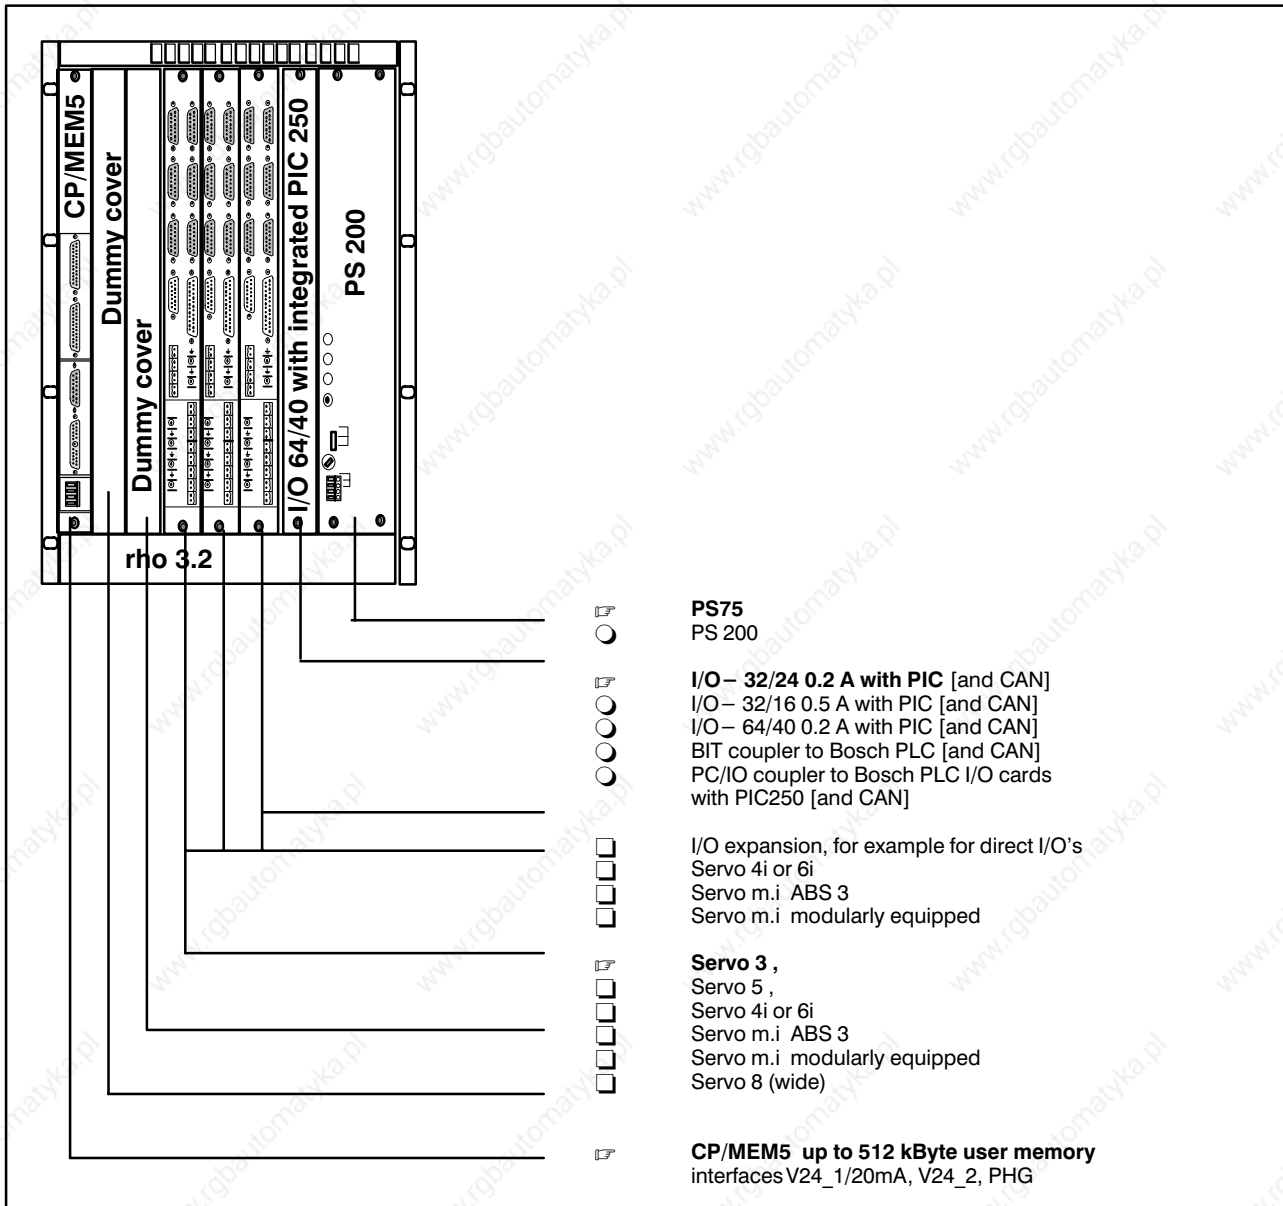 CP/MEM5
Dummy cover
Dummy cover
I/O 64/40 with integrated PIC 250
PS 200
rho 3.2
PS75
PS 200
I/O– 32/24 0.2 A with PIC [and CAN]
I/O– 32/16 0.5 A with PIC [and CAN]
I/O– 64/40 0.2 A with PIC [and CAN]
BIT coupler to Bosch PLC [and CAN]
PC/IO coupler to Bosch PLC I/O cards
with PIC250 [and CAN]
I/O expansion, for example for direct I/O's
Servo 4i or 6i
Servo m.i ABS 3
Servo m.i modularly equipped
Servo 3 ,
Servo 5 ,
Servo 4i or 6i
Servo m.i ABS 3
Servo m.i modularly equipped
Servo 8 (wide)
CP/MEM5 up to 512 kByte user memory
interfaces V24_1/20mA, V24_2, PHG
www.rgbautomatyka.pl